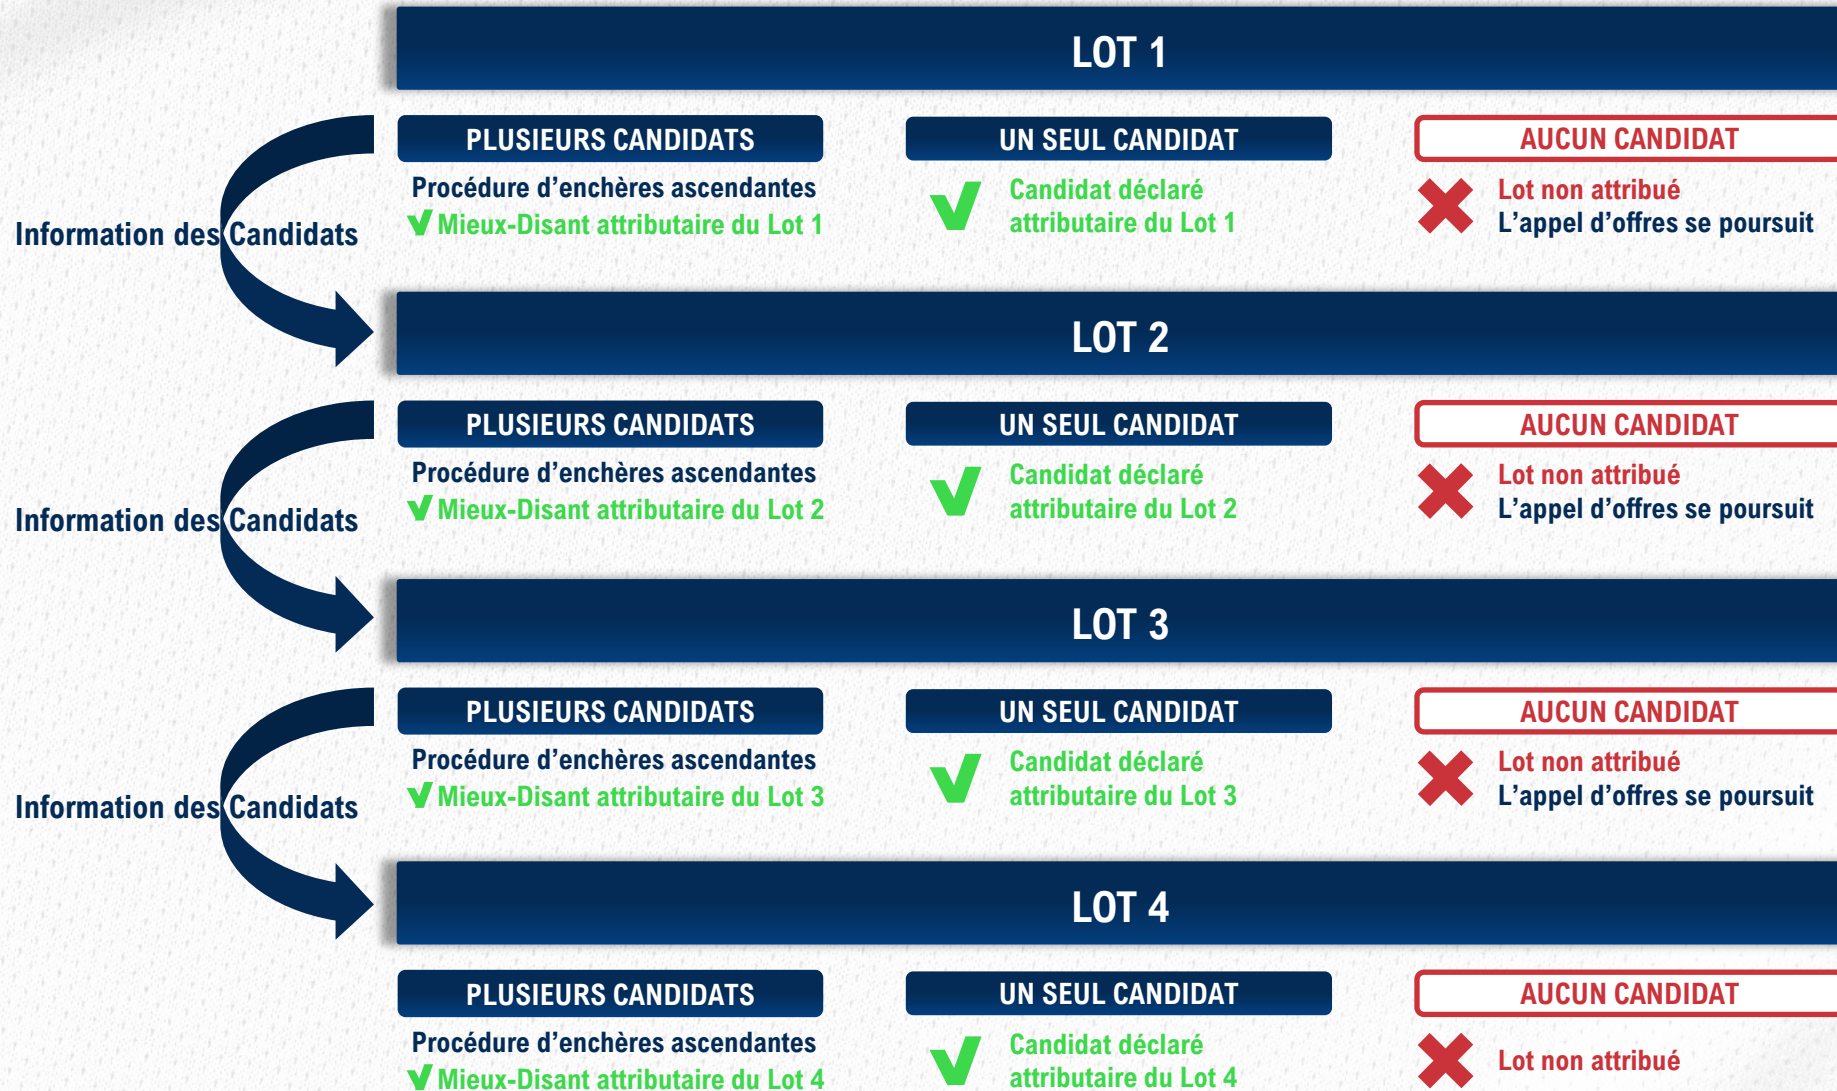 LOT 1
PLUSIEURS CANDIDATS
Procédure d'enchères ascendantes
Mieux-Disant attributaire du Lot 1
UN SEUL CANDIDAT
Candidat déclaré
attributaire du Lot 1
AUCUN CANDIDAT
Lot non attribué
L'appel d'offres se poursuit
Information des Candidats
LOT 2
PLUSIEURS CANDIDATS
Procédure d'enchères ascendantes
Mieux-Disant attributaire du Lot 2
UN SEUL CANDIDAT
Candidat déclaré
attributaire du Lot 2
AUCUN CANDIDAT
Lot non attribué
L'appel d'offres se poursuit
Information des Candidats
LOT 3
PLUSIEURS CANDIDATS
Procédure d'enchères ascendantes
Mieux-Disant attributaire du Lot 3
UN SEUL CANDIDAT
Candidat déclaré
attributaire du Lot 3
AUCUN CANDIDAT
Lot non attribué
L'appel d'offres se poursuit
Information des Candidats
LOT 4
PLUSIEURS CANDIDATS
Procédure d'enchères ascendantes
Mieux-Disant attributaire du Lot 4
UN SEUL CANDIDAT
Candidat déclaré
attributaire du Lot 4
AUCUN CANDIDAT
Lot non attribué